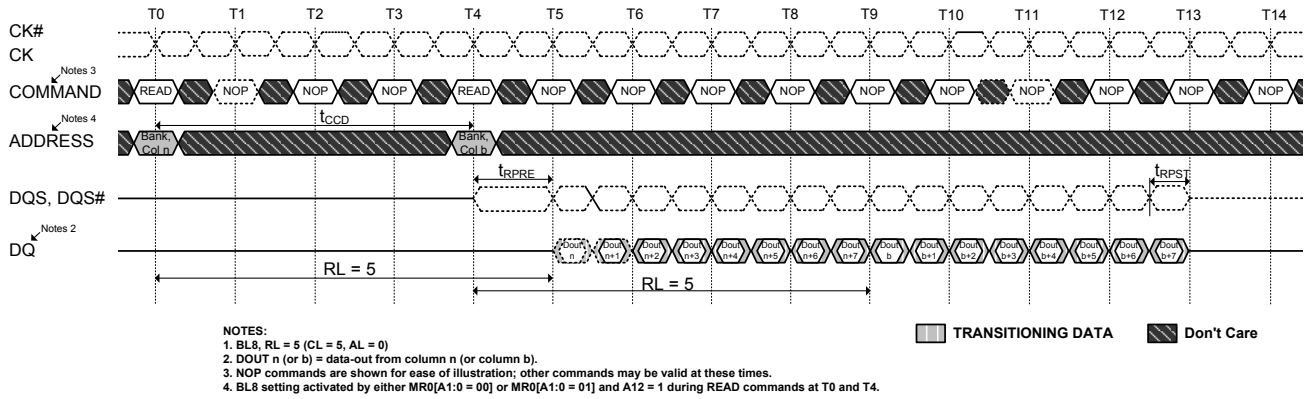 T0 T1 T2 T3 T4 T5 T6 T7 T8 T9 T10 T11 T12 T13 T14
CK#
CK
Notes 3
COMMAND READ NOP NOP NOP READ NOP NOP NOP NOP NOP NOP NOP NOP NOP NOP
tCCD
Notes 4
ADDRESS Bank, Col n Bank, Col b
tRPRE tRPST
DQS, DQS#
Notes 2
DQ Dout n Dout n+1 Dout n+2 Dout n+3 Dout n+4 Dout n+5 Dout n+6 Dout n+7 Dout b Dout b+1 Dout b+2 Dout b+3 Dout b+4 Dout b+5 Dout b+6 Dout b+7
RL = 5
RL = 5
TRANSITIONING DATA Don't Care
NOTES:
1. BL8, RL = 5 (CL = 5, AL = 0)
2. DOUT n (or b) = data-out from column n (or column b).
3. NOP commands are shown for ease of illustration; other commands may be valid at these times.
4. BL8 setting activated by either MR0[A1:0 = 00] or MR0[A1:0 = 01] and A12 = 1 during READ commands at T0 and T4.